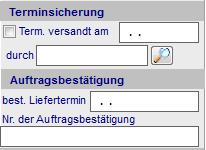 Terminsicherung
Term. versandt am . .
durch
Auftragsbestätigung
best. Liefertermin . .
Nr. der Auftragsbestätigung